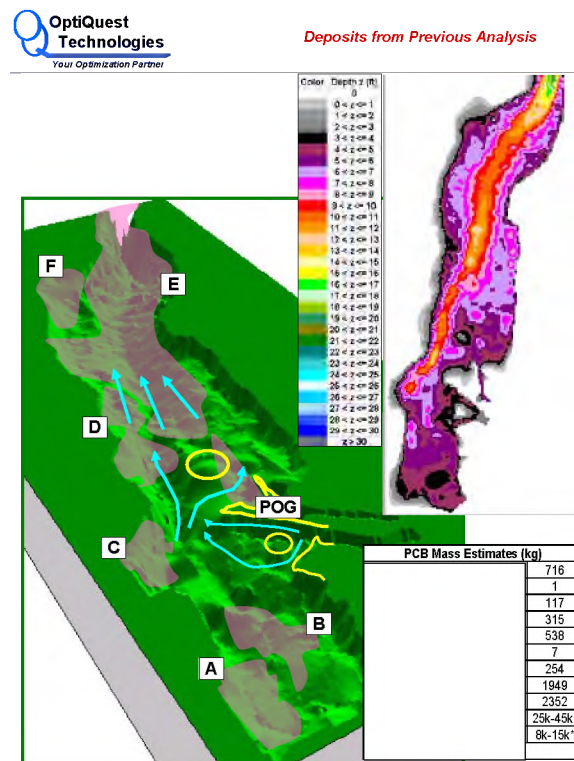 OptiQuest
Technologies
Your Optimization Partner
Deposits from Previous Analysis
Color Depth z (ft)
0
0 < z <= 1
1 < z <= 2
2 < z <= 3
3 < z <= 4
4 < z <= 5
5 < z <= 6
6 < z <= 7
7 < z <= 8
8 < z <= 9
9 < z <= 10
10 < z <= 11
11 < z <= 12
12 < z <= 13
13 < z <= 14
14 < z <= 15
15 < z <= 16
16 < z <= 17
17 < z <= 18
18 < z <= 19
19 < z <= 20
20 < z <= 21
21 < z <= 22
22 < z <= 23
23 < z <= 24
24 < z <= 25
25 < z <= 26
26 < z <= 27
27 < z <= 28
28 < z <= 29
29 < z <= 30
z > 30
F
E
D
POG
C
B
A
PCB Mass Estimates (kg)
716
1
117
315
538
7
254
1949
2352
25k-45k
8k-15k*